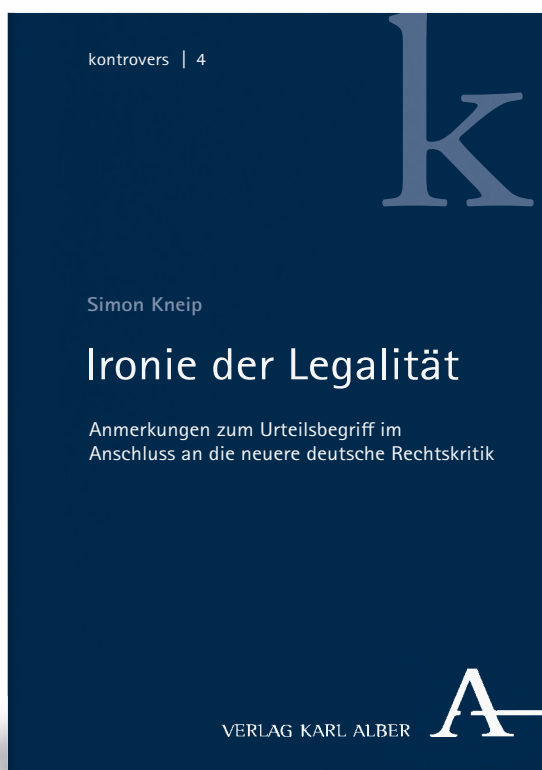 kontrovers | 4
k
Simon Kneip
Ironie der Legalität
Anmerkungen zum Urteilsbegriff im
Anschluss an die neuere deutsche Rechtskritik
VERLAG KARL ALBER A